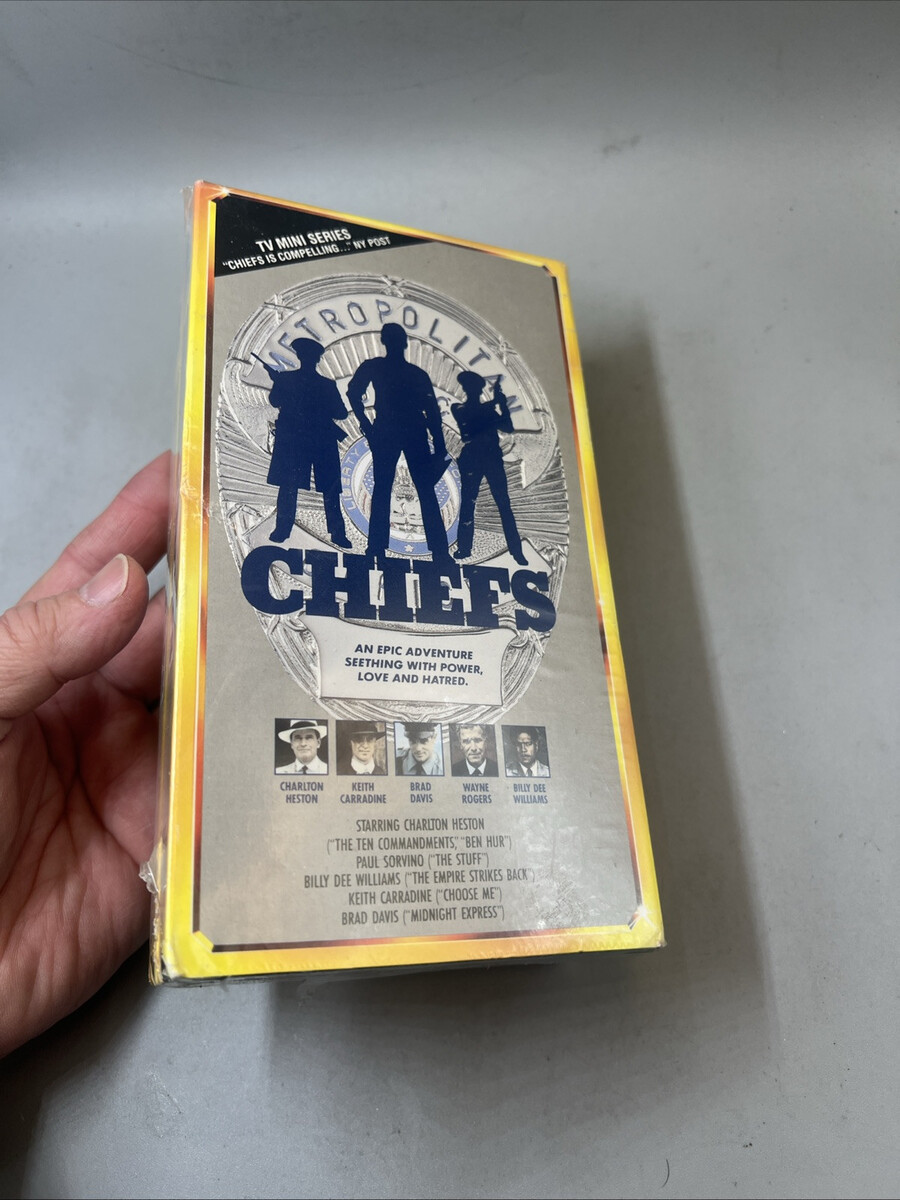 TV MINI SERIES
"CHIEFS IS COMPELLING..." NY POST
METROPOLITAN
LIBERTY
CHIEFS
AN EPIC ADVENTURE
SEETHING WITH POWER,
LOVE AND HATRED.
CHARLTON HESTON
KEITH CARRADINE
BRAD DAVIS
WAYNE ROGERS
BILLY DEE WILLIAMS
STARRING CHARLTON HESTON
("THE TEN COMMANDMENTS," "BEN HUR")
PAUL SORVINO ("THE STUFF")
BILLY DEE WILLIAMS ("THE EMPIRE STRIKES BACK")
KEITH CARRADINE ("CHOOSE ME")
BRAD DAVIS ("MIDNIGHT EXPRESS")